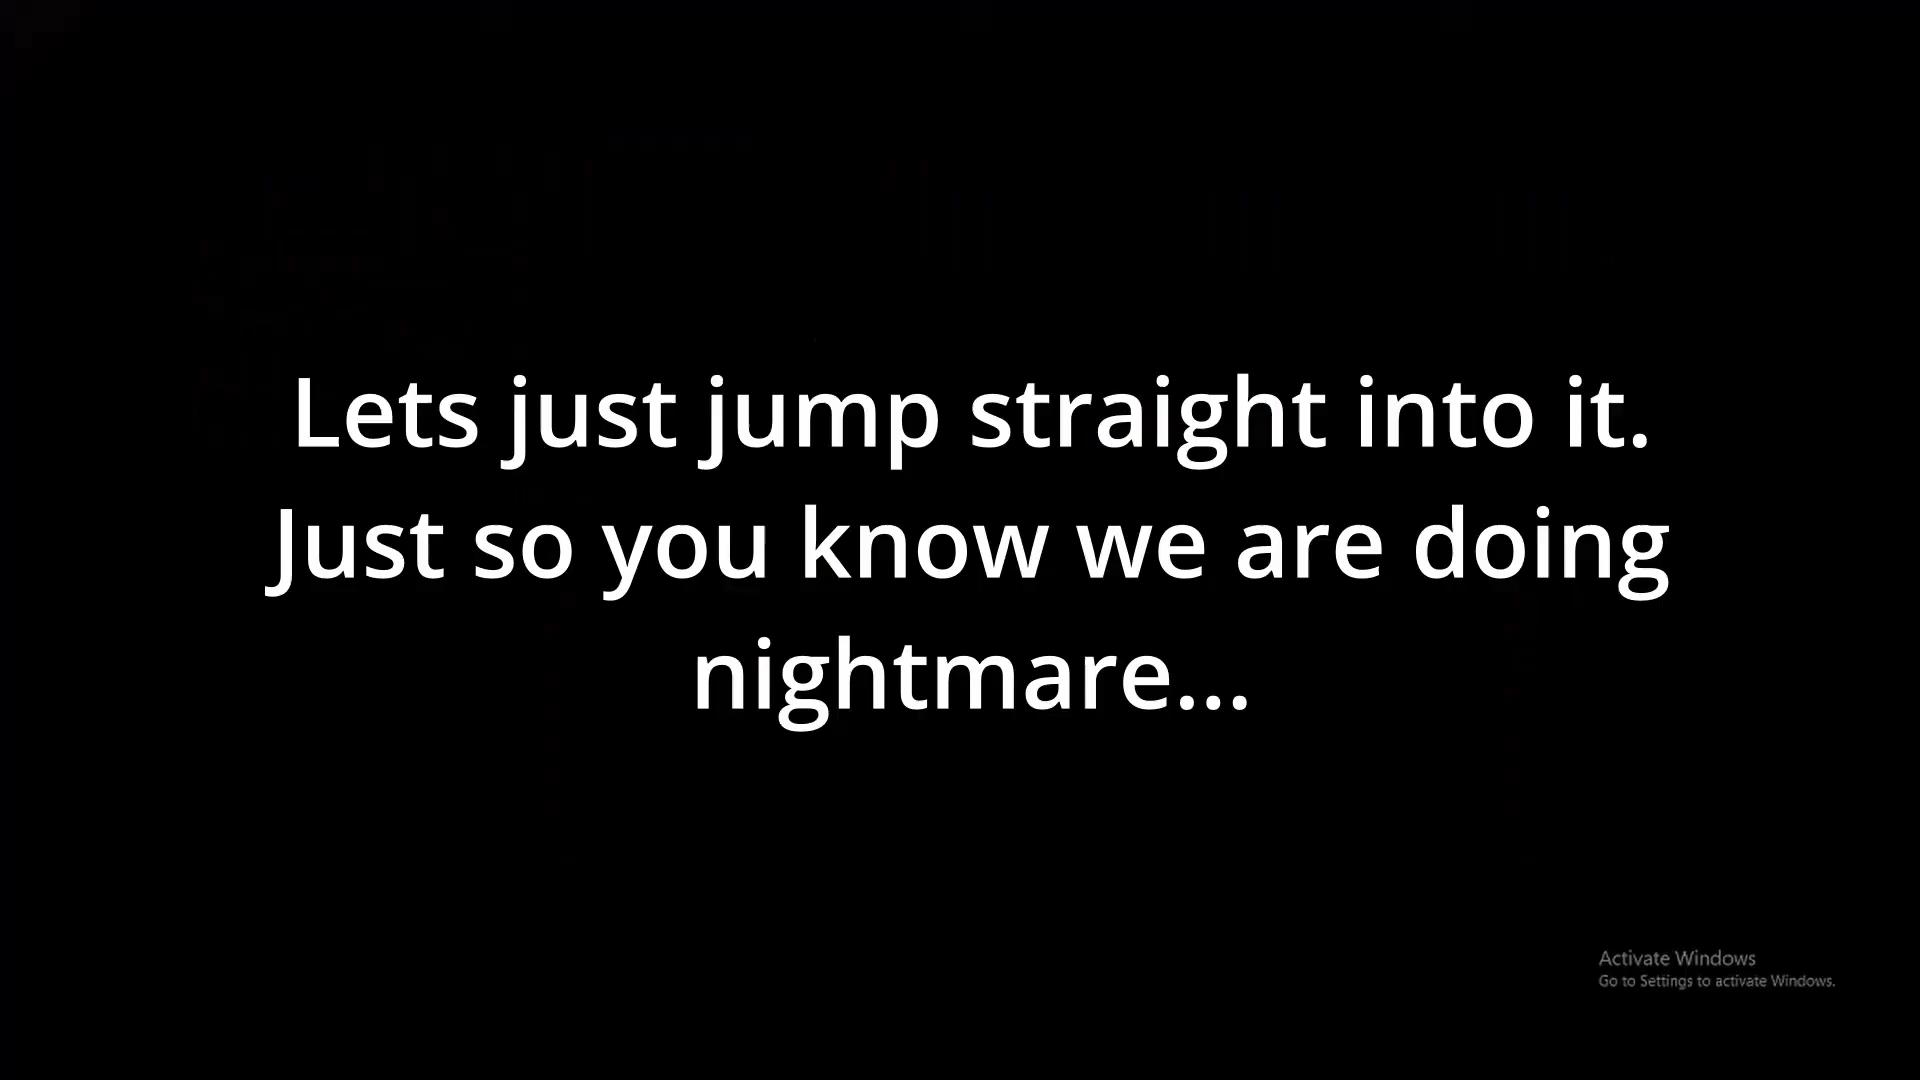 Lets just jump straight into it.
Just so you know we are doing
nightmare...
Activate Windows
Go to Settings to activate Windows.